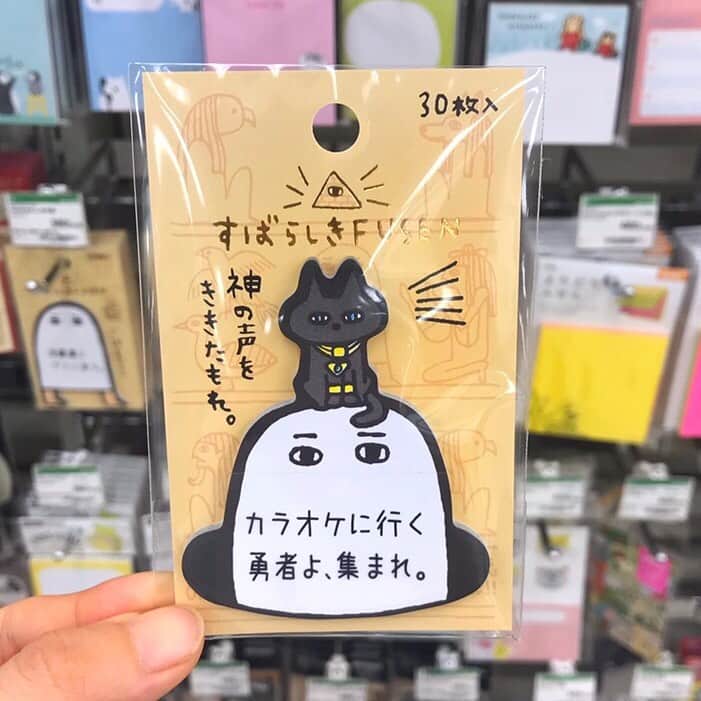 30枚入
すばらしきFUSEN
神の声を
ききたもれ。
カラオケに行く
勇者よ、集まれ。